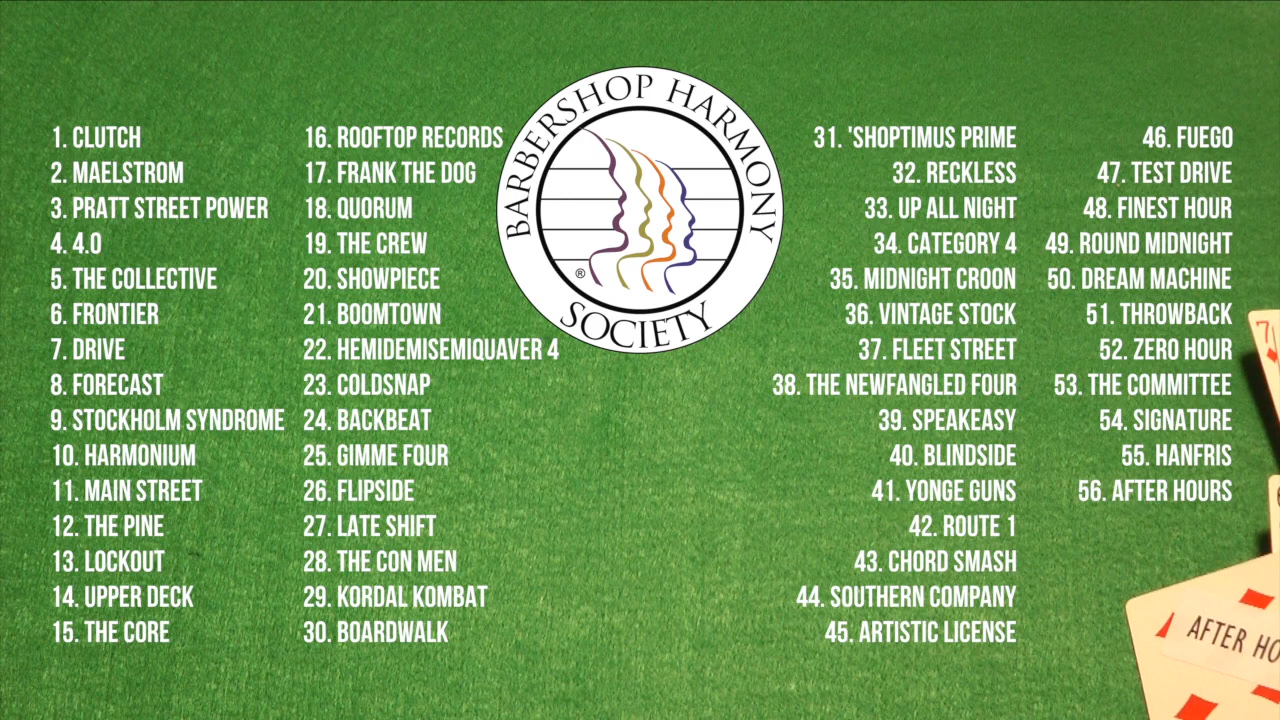 BARBERSHOP HARMONY
SOCIETY
®
1. CLUTCH
2. MAELSTROM
3. PRATT STREET POWER
4. 4.0
5. THE COLLECTIVE
6. FRONTIER
7. DRIVE
8. FORECAST
9. STOCKHOLM SYNDROME
10. HARMONIUM
11. MAIN STREET
12. THE PINE
13. LOCKOUT
14. UPPER DECK
15. THE CORE
16. ROOFTOP RECORDS
17. FRANK THE DOG
18. QUORUM
19. THE CREW
20. SHOWPIECE
21. BOOMTOWN
22. HEMIDEMISEMIQUAVER 4
23. COLDSNAP
24. BACKBEAT
25. GIMME FOUR
26. FLIPSIDE
27. LATE SHIFT
28. THE CON MEN
29. KORDAL KOMBAT
30. BOARDWALK
31. 'SHOPTIMUS PRIME
32. RECKLESS
33. UP ALL NIGHT
34. CATEGORY 4
35. MIDNIGHT CROON
36. VINTAGE STOCK
37. FLEET STREET
38. THE NEWFANGLED FOUR
39. SPEAKEASY
40. BLINDSIDE
41. YONGE GUNS
42. ROUTE 1
43. CHORD SMASH
44. SOUTHERN COMPANY
45. ARTISTIC LICENSE
46. FUEGO
47. TEST DRIVE
48. FINEST HOUR
49. ROUND MIDNIGHT
50. DREAM MACHINE
51. THROWBACK
52. ZERO HOUR
53. THE COMMITTEE
54. SIGNATURE
55. HANFRIS
56. AFTER HOURS
7
AFTER HO